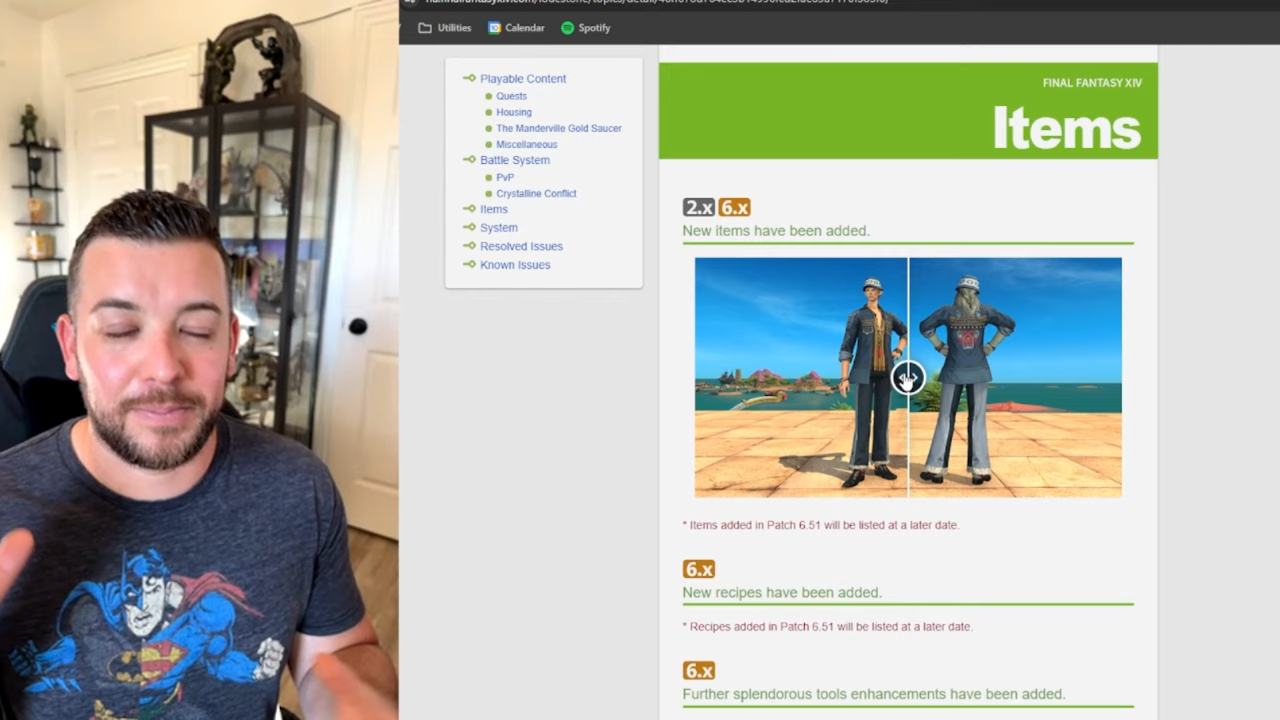 Utilities
Calendar
Spotify
Playable Content
Quests
Housing
The Manderville Gold Saucer
Miscellaneous
Battle System
PvP
Crystalline Conflict
Items
System
Resolved Issues
Known Issues
FINAL FANTASY XIV
Items
2.x 6.x
New items have been added.
* Items added in Patch 6.51 will be listed at a later date.
6.x
New recipes have been added.
* Recipes added in Patch 6.51 will be listed at a later date.
6.x
Further splendorous tools enhancements have been added.